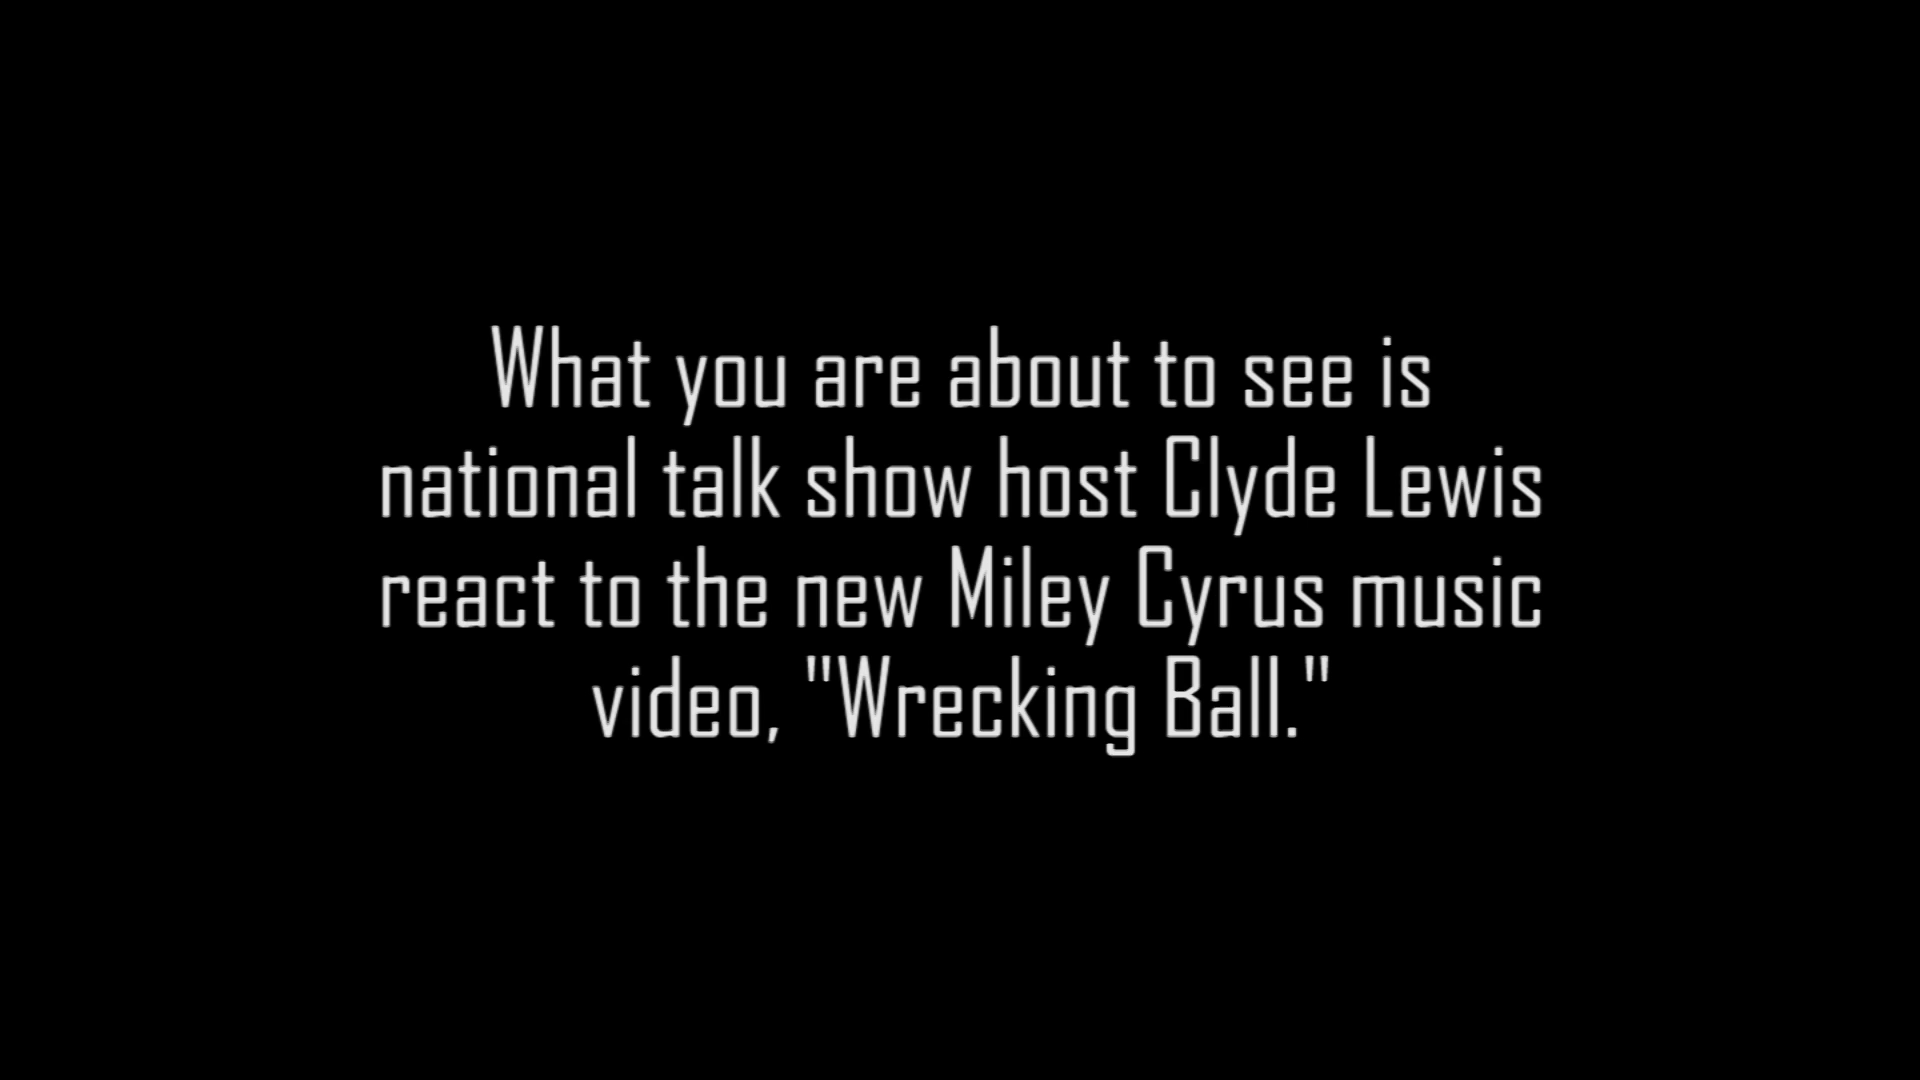 What you are about to see is
national talk show host Clyde Lewis
react to the new Miley Cyrus music
video, "Wrecking Ball."